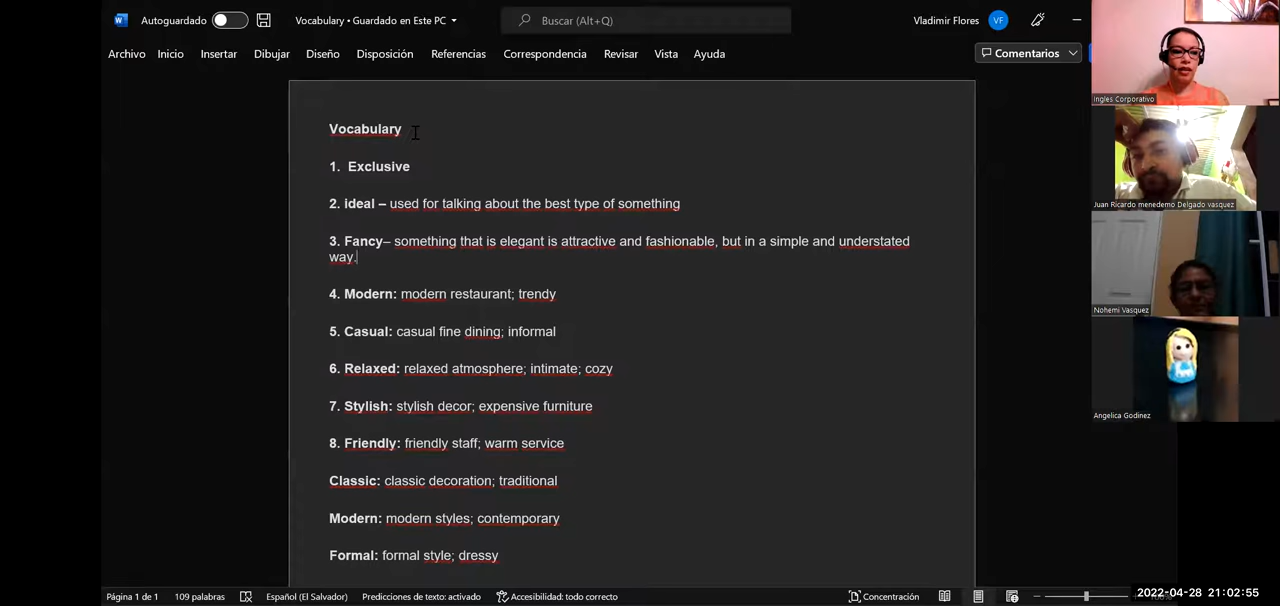 Autoguardado
Vocabulary • Guardado en Este PC
Buscar (Alt+Q)
Vladimir Flores
VF
Archivo Inicio Insertar Dibujar Diseño Disposición Referencias Correspondencia Revisar Vista Ayuda
Comentarios
Vocabulary
1. Exclusive
2. ideal – used for talking about the best type of something
3. Fancy– something that is elegant is attractive and fashionable, but in a simple and understated
way.
4. Modern: modern restaurant; trendy
5. Casual: casual fine dining; informal
6. Relaxed: relaxed atmosphere; intimate; cozy
7. Stylish: stylish decor; expensive furniture
8. Friendly: friendly staff; warm service
Classic: classic decoration; traditional
Modern: modern styles; contemporary
Formal: formal style; dressy
Ingles Corporativo
Juan Ricardo menedemo Delgado vasquez
Nohemi Vasquez
Angelica Godinez
Página 1 de 1 109 palabras Español (El Salvador) Predicciones de texto: activado Accesibilidad: todo correcto Concentración
2022-04-28 21:02:55